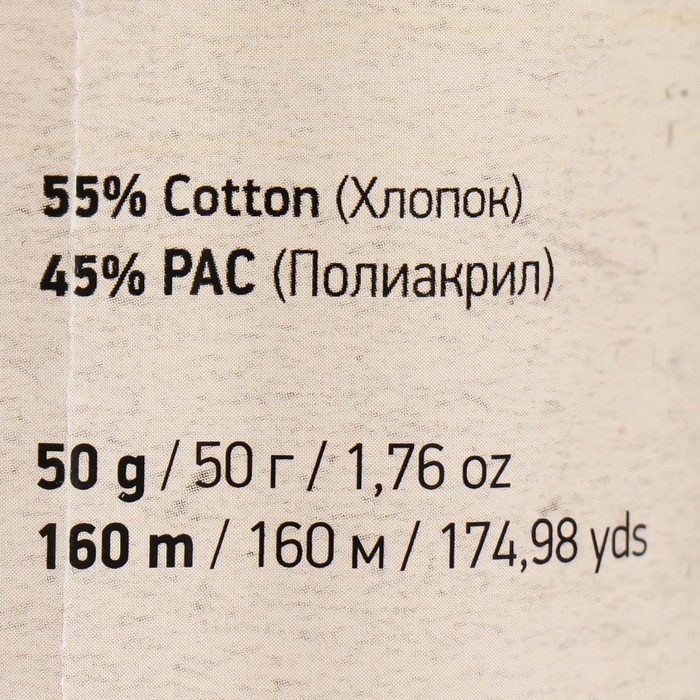 55% Cotton (Хлопок)
45% PAC (Полиакрил)
50 g / 50 г / 1,76 oz
160 m / 160 м / 174,98 yds